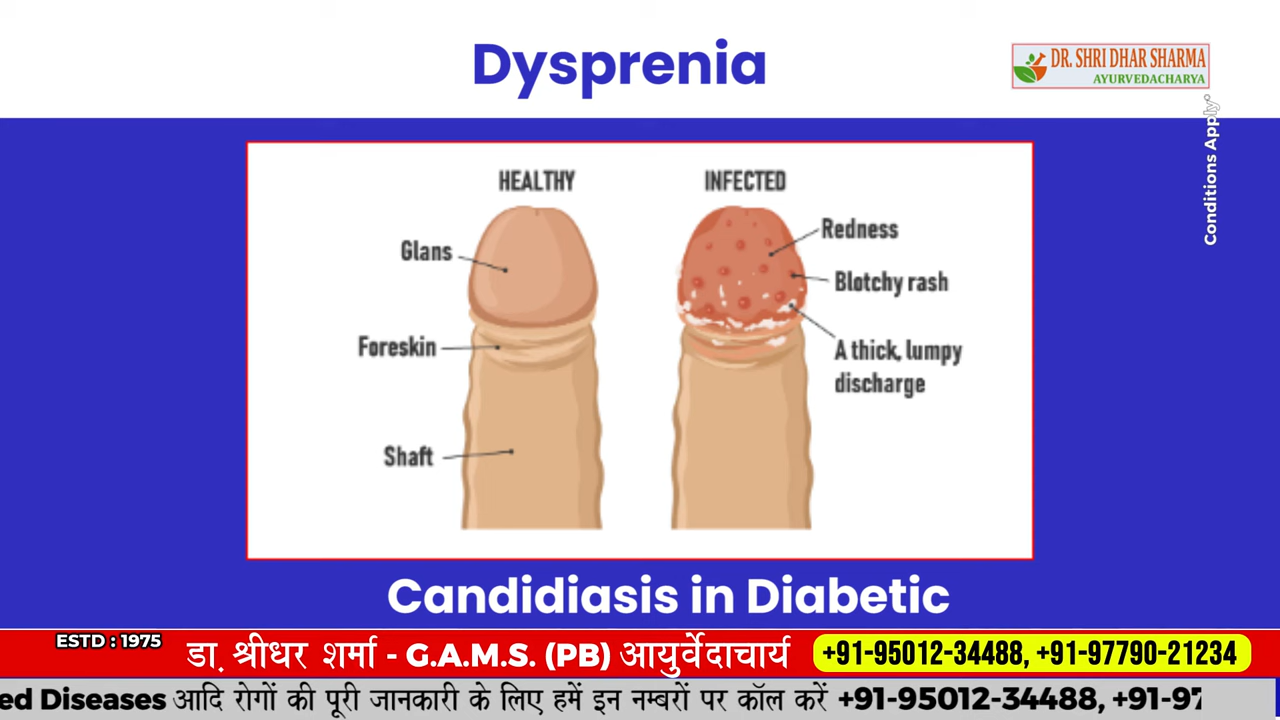 Dysprenia
DR. SHRI DHAR SHARMA
AYURVEDACHARYA
Conditions Apply*
HEALTHY
INFECTED
Glans
Foreskin
Shaft
Redness
Blotchy rash
A thick, lumpy
discharge
Candidiasis in Diabetic
ESTD : 1975
डा. श्रीधर शर्मा - G.A.M.S. (PB) आयुर्वेदाचार्य
+91-95012-34488, +91-97790-21234
ed Diseases आदि रोगों की पूरी जानकारी के लिए हमें इन नम्बरों पर कॉल करें +91-95012-34488, +91-97